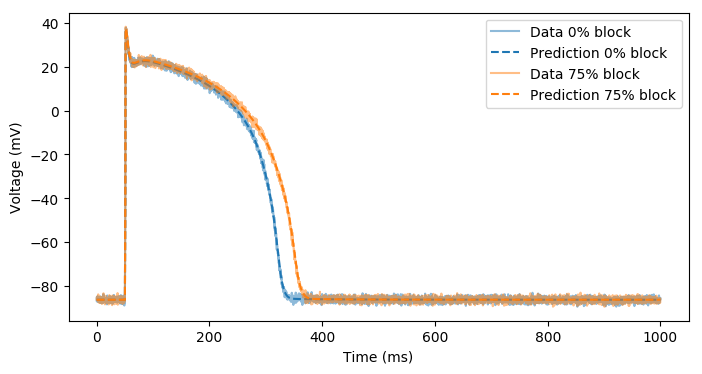 40
20
0
−20
−40
−60
−80
Voltage (mV)
Data 0% block
Prediction 0% block
Data 75% block
Prediction 75% block
0
200
400
600
800
1000
Time (ms)